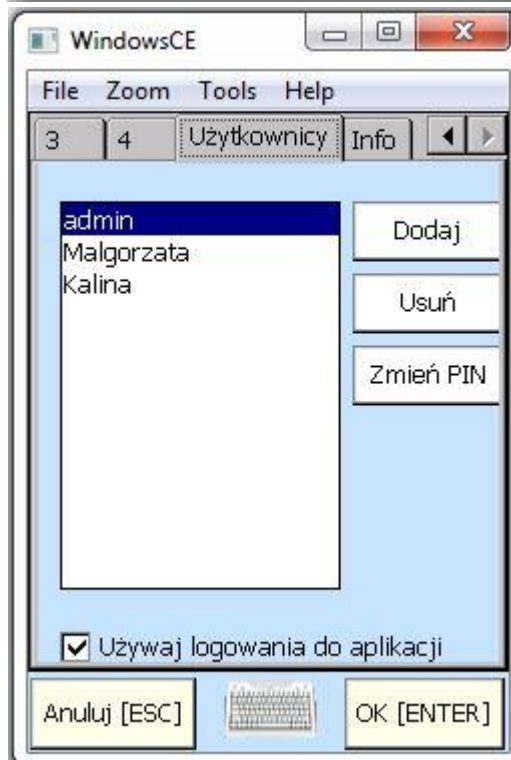 WindowsCE
File Zoom Tools Help
3 4 Użytkownicy Info
admin
Malgorzata
Kalina
Dodaj
Usuń
Zmień PIN
Używaj logowania do aplikacji
Anuluj [ESC] OK [ENTER]